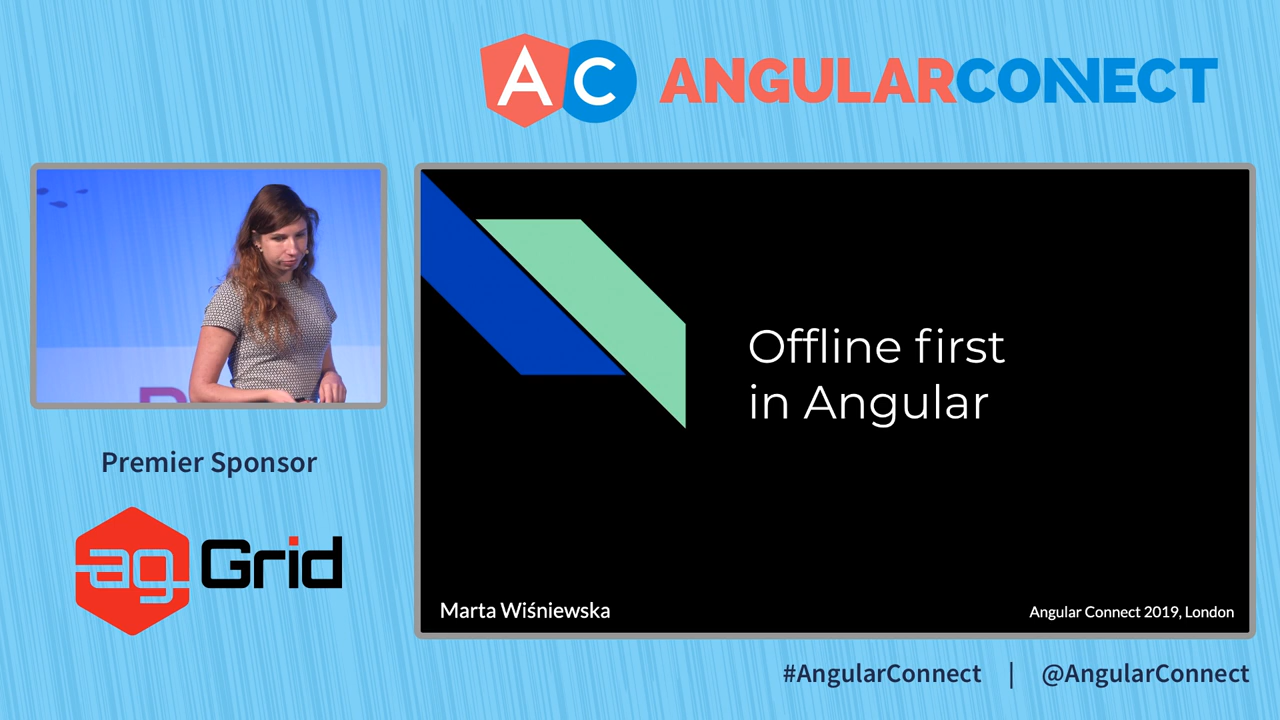 AC ANGULARCONNECT
Offline first
in Angular
Premier Sponsor
ag Grid
Marta Wiśniewska
Angular Connect 2019, London
#AngularConnect | @AngularConnect